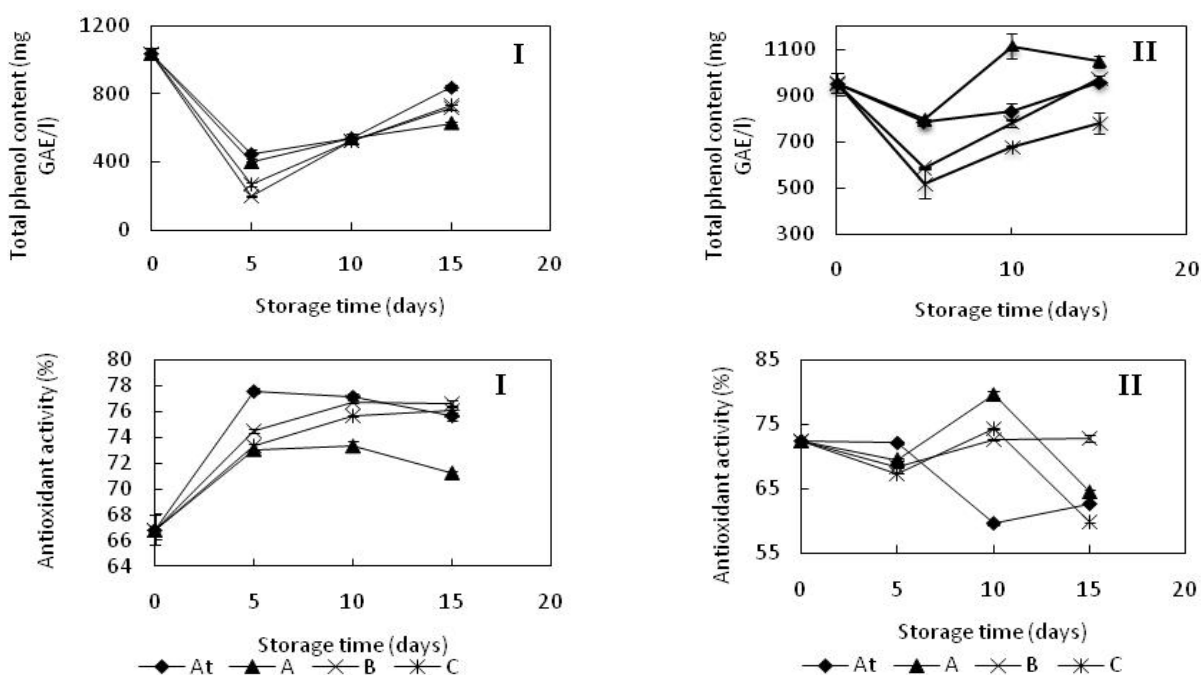 Total phenol content (mg
GAE/l)
1200
800
400
0
I
0 5 10 15 20
Storage time (days)
Total phenol content (mg
GAE/l)
1100
900
700
500
300
II
0 10 20
Storage time (days)
Antioxidant activity (%)
80
78
76
74
72
70
68
66
64
I
0 5 10 15 20
Storage time (days)
At A B C
Antioxidant activity (%)
85
75
65
55
II
0 5 10 15 20
Storage time (days)
At A B C